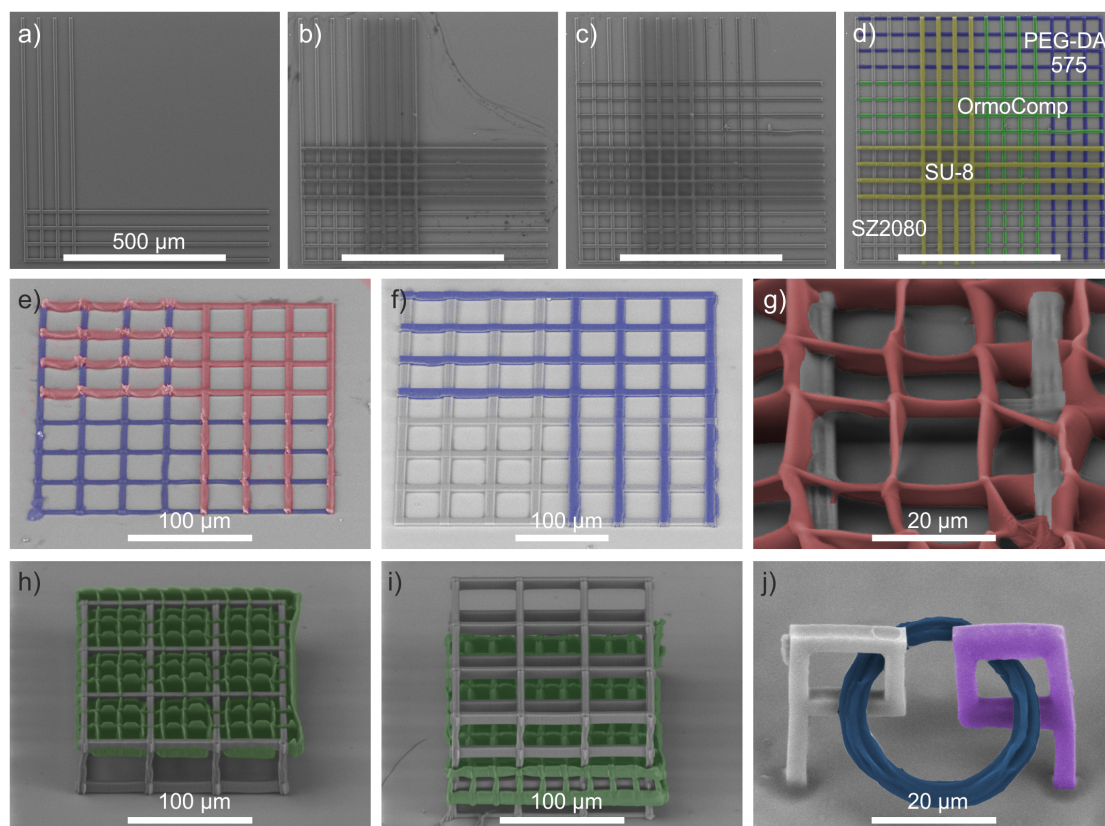 a)
500 µm
b)
c)
d)
PEG-DA
575
OrmoComp
SU-8
SZ2080
e)
100 µm
f)
100 µm
g)
20 µm
h)
100 µm
i)
100 µm
j)
20 µm